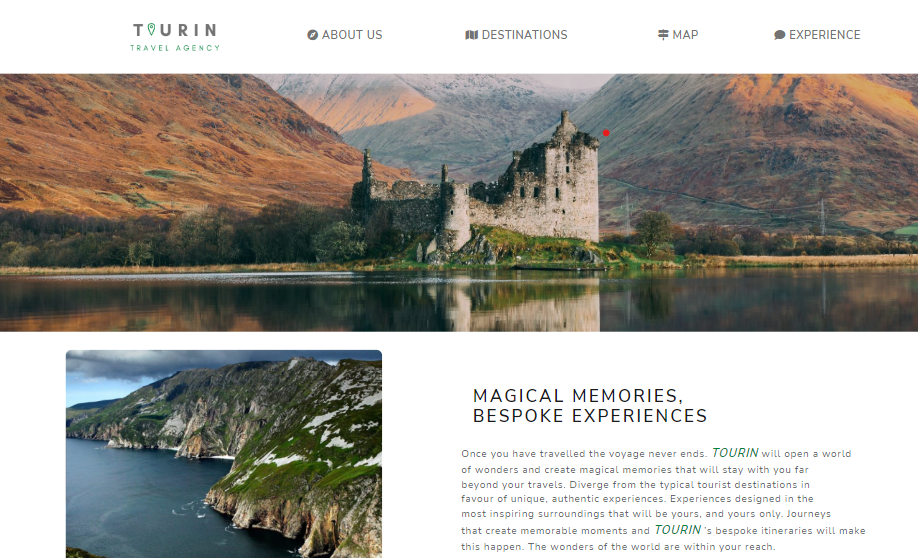 TOURIN
TRAVEL AGENCY
ABOUT US
DESTINATIONS
MAP
EXPERIENCE
MAGICAL MEMORIES,
BESPOKE EXPERIENCES
Once you have travelled the voyage never ends. TOURIN will open a world
of wonders and create magical memories that will stay with you far
beyond your travels. Diverge from the typical tourist destinations in
favour of unique, authentic experiences. Experiences designed in the
most inspiring surroundings that will be yours, and yours only. Journeys
that create memorable moments and TOURIN 's bespoke itineraries will make
this happen. The wonders of the world are within your reach.